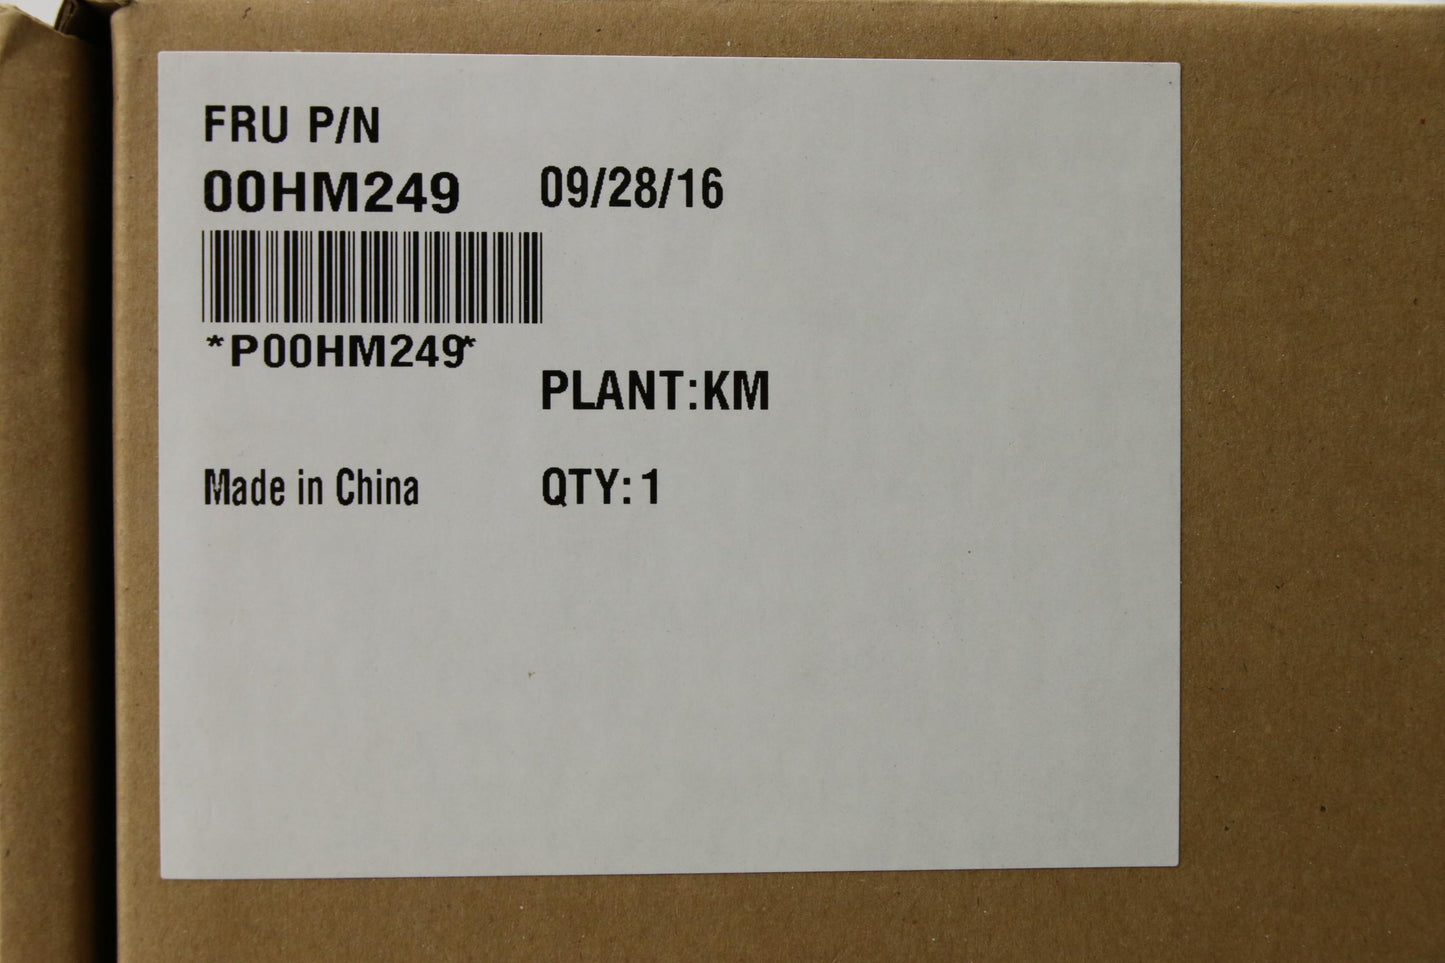 FRU P/N
00HM249 09/28/16
*P00HM249*
PLANT:KM
Made in China QTY: 1